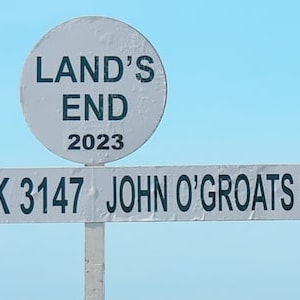 LAND'S
END
2023
K 3147 JOHN O'GROATS